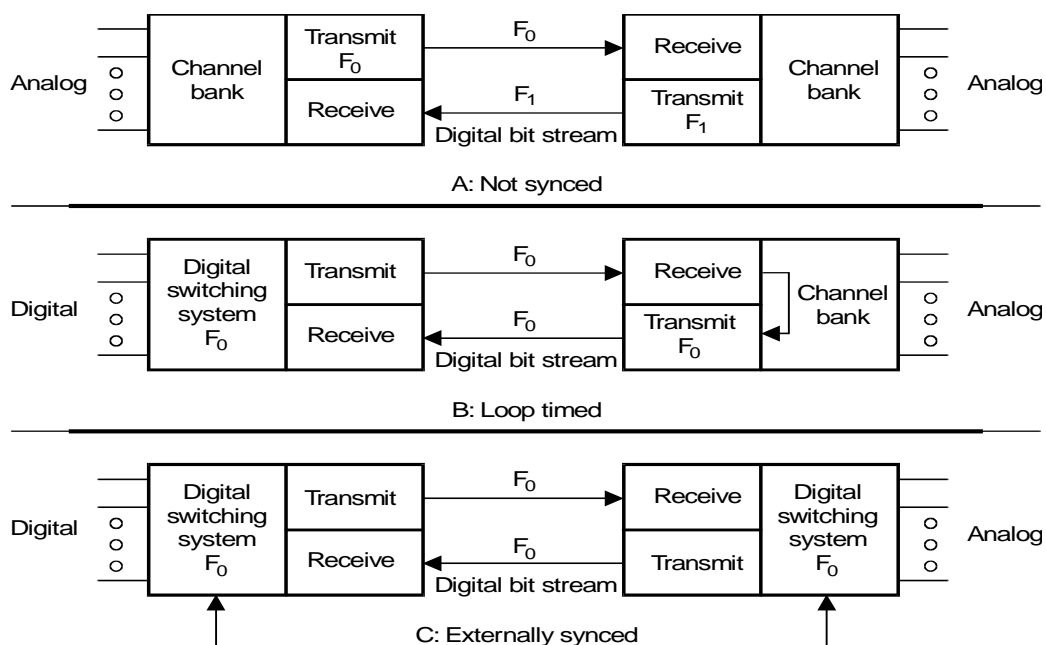 Analog
Channel
bank
Transmit
F0
Receive
F0
F1
Digital bit stream
Receive
Transmit
F1
Channel
bank
Analog
A: Not synced
Digital
Digital
switching
system
F0
Transmit
Receive
F0
F0
Digital bit stream
Receive
Transmit
F0
Channel
bank
Analog
B: Loop timed
Digital
Digital
switching
system
F0
Transmit
Receive
F0
F0
Digital bit stream
Receive
Transmit
Digital
switching
system
F0
Analog
C: Externally synced